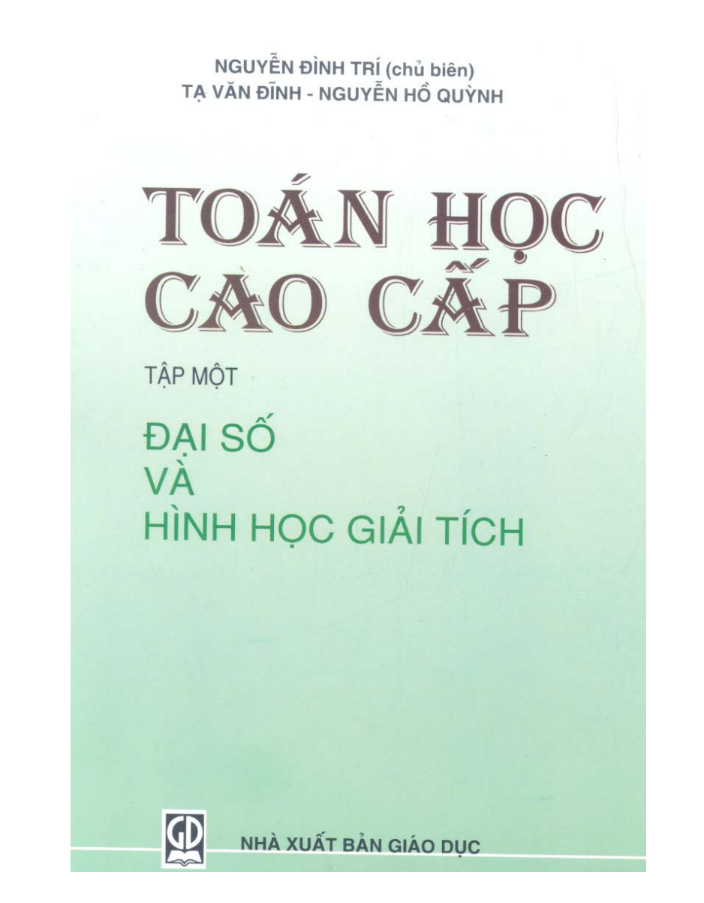 NGUYỄN ĐÌNH TRÍ (chủ biên)
TẠ VĂN ĐĨNH - NGUYỄN HỒ QUỲNH
TOÁN HỌC
CAO CẤP
TẬP MỘT
ĐẠI SỐ
VÀ
HÌNH HỌC GIẢI TÍCH
GD
NHÀ XUẤT BẢN GIÁO DỤC